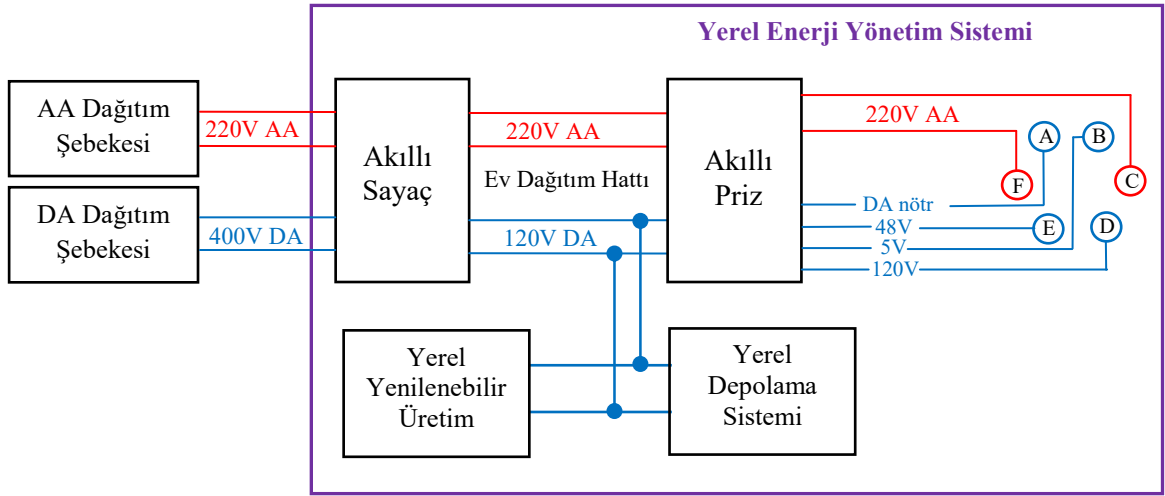 Yerel Enerji Yönetim Sistemi
AA Dağıtım
Şebekesi
220V AA
Akıllı
Sayaç
220V AA
Ev Dağıtım Hattı
Akıllı
Priz
220V AA
A
B
F
C
DA Dağıtım
Şebekesi
400V DA
120V DA
DA nötr
48V
E
D
5V
120V
Yerel
Yenilenebilir
Üretim
Yerel
Depolama
Sistemi